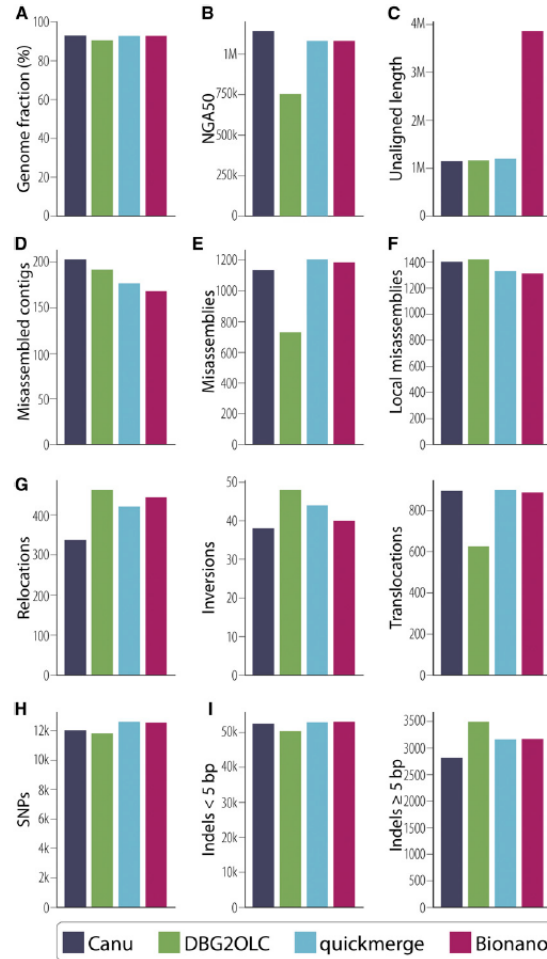 A
Genome fraction (%)
100
80
60
40
20
0
B
NGA50
1M
750k
500k
250k
0
C
Unaligned length
4M
3M
2M
1M
0
D
Misassembled contigs
200
150
100
50
0
E
Misassemblies
1200
1000
800
600
400
200
0
F
Local misassemblies
1400
1200
1000
800
600
400
200
0
G
Relocations
400
300
200
100
0
Inversions
50
40
30
20
10
0
Translocations
800
600
400
200
0
H
SNPs
12k
10k
8k
6k
4k
2k
0
I
Indels < 5 bp
50k
40k
30k
20k
10k
0
Indels ≥ 5 bp
3500
3000
2500
2000
1500
1000
500
0
Canu DBG2OLC quickmerge Bionano